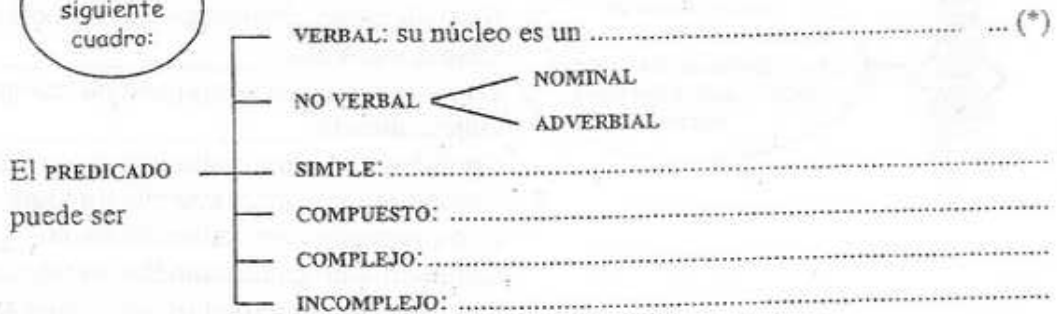 siguiente
cuadro:
VERBAL: su núcleo es un .................................... ... (*)
NO VERBAL
NOMINAL
ADVERBIAL
El PREDICADO
puede ser
SIMPLE: ....................................
COMPUESTO: ....................................
COMPLEJO: ....................................
INCOMPLEJO: ....................................